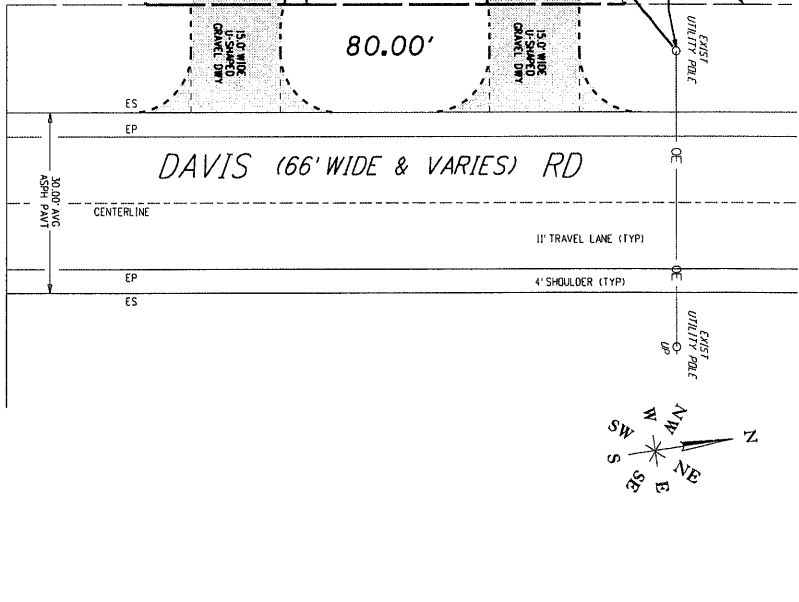 15.0' WIDE
U-SHAPED
GRAVEL DWY
80.00'
15.0' WIDE
U-SHAPED
GRAVEL DWY
EXIST
UTILITY POLE
ES
EP
OE
DAVIS (66' WIDE & VARIES) RD
30.00' AVG
ASPH PAVT
CENTERLINE
11' TRAVEL LANE (TYP)
OE
EP
4' SHOULDER (TYP)
ES
EXIST
UTILITY POLE
UP
W
NW
SW
N
S
NE
SE
E